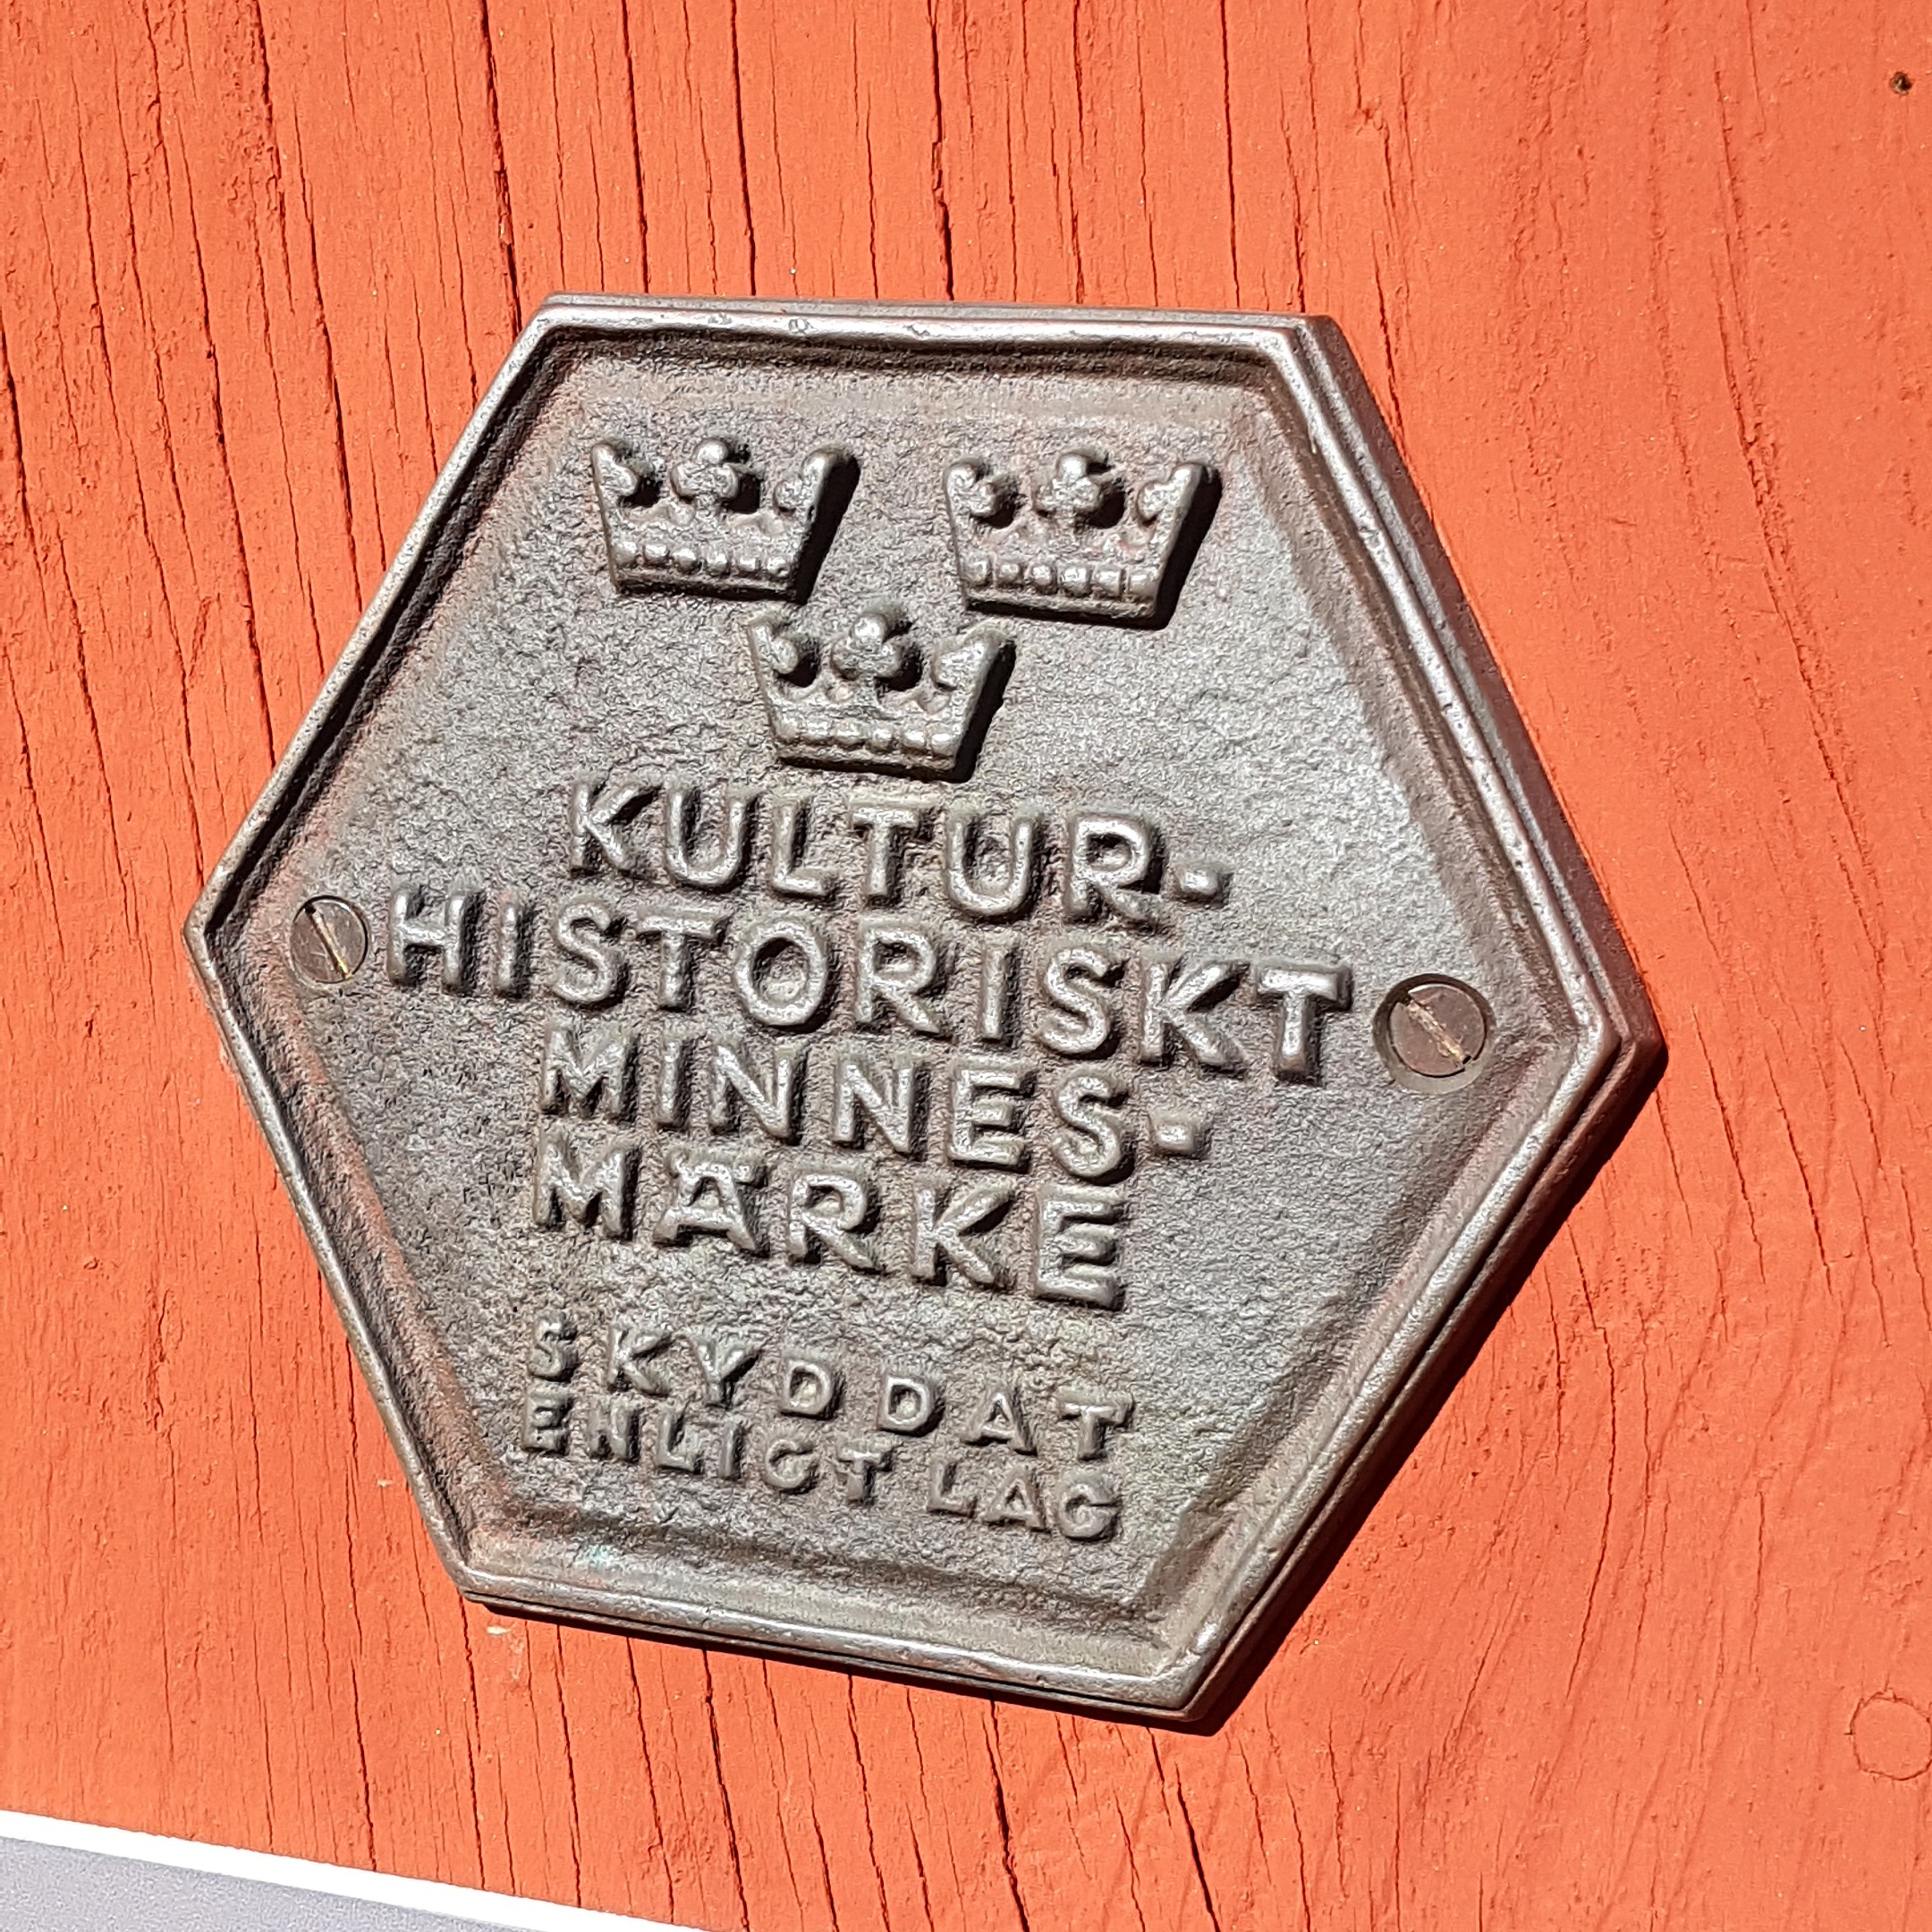 KULTUR-
HISTORISKT
MINNES-
MÄRKE
SKYDDAT
ENLIGT LAG